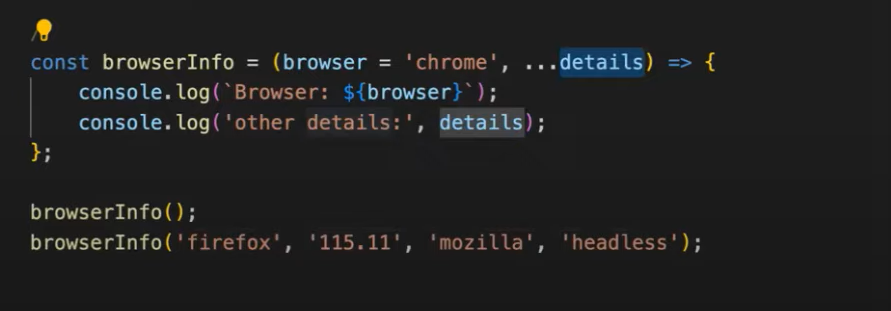 const browserInfo = (browser = 'chrome', ...details) => {
    console.log(`Browser: ${browser}`);
    console.log('other details:', details);
};
browserInfo();
browserInfo('firefox', '115.11', 'mozilla', 'headless');